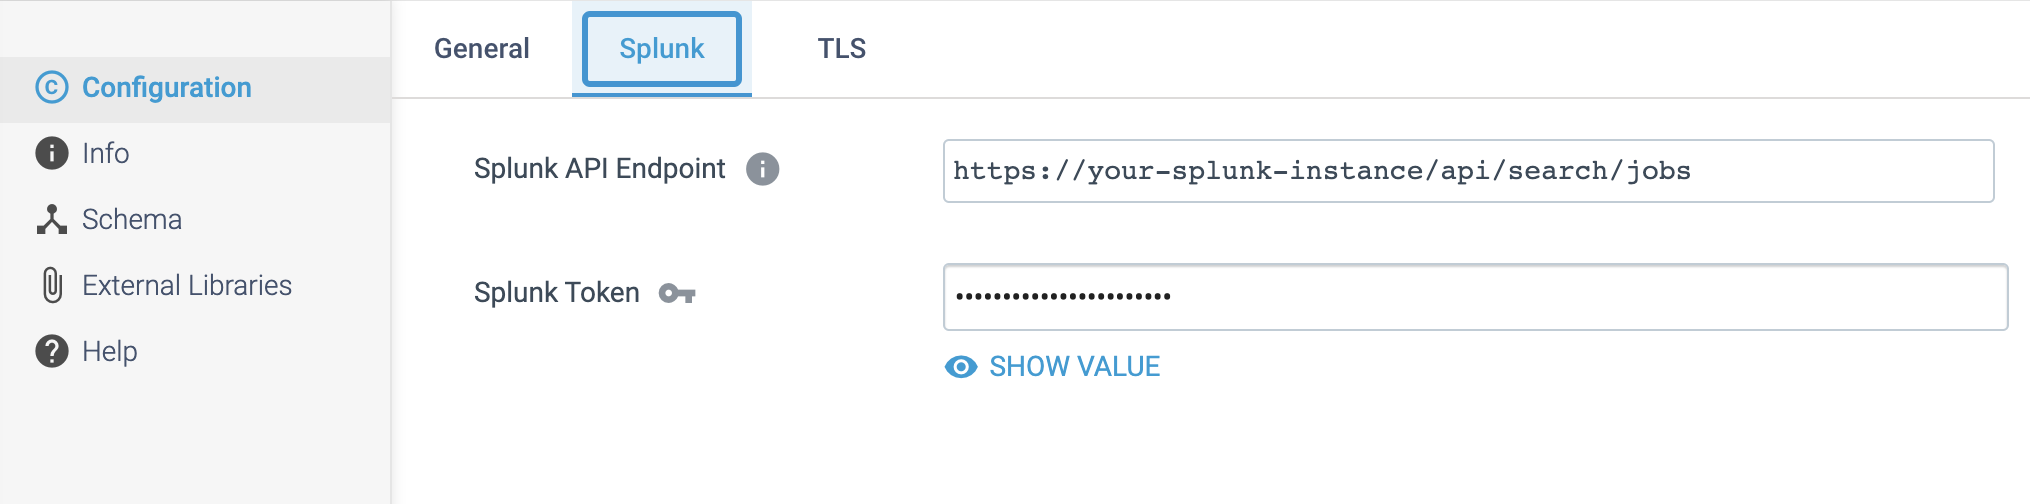 General
Splunk
TLS
Configuration
Info
Schema
External Libraries
Help
Splunk API Endpoint
https://your-splunk-instance/api/search/jobs
Splunk Token
•••••••••••••••••••••••
SHOW VALUE